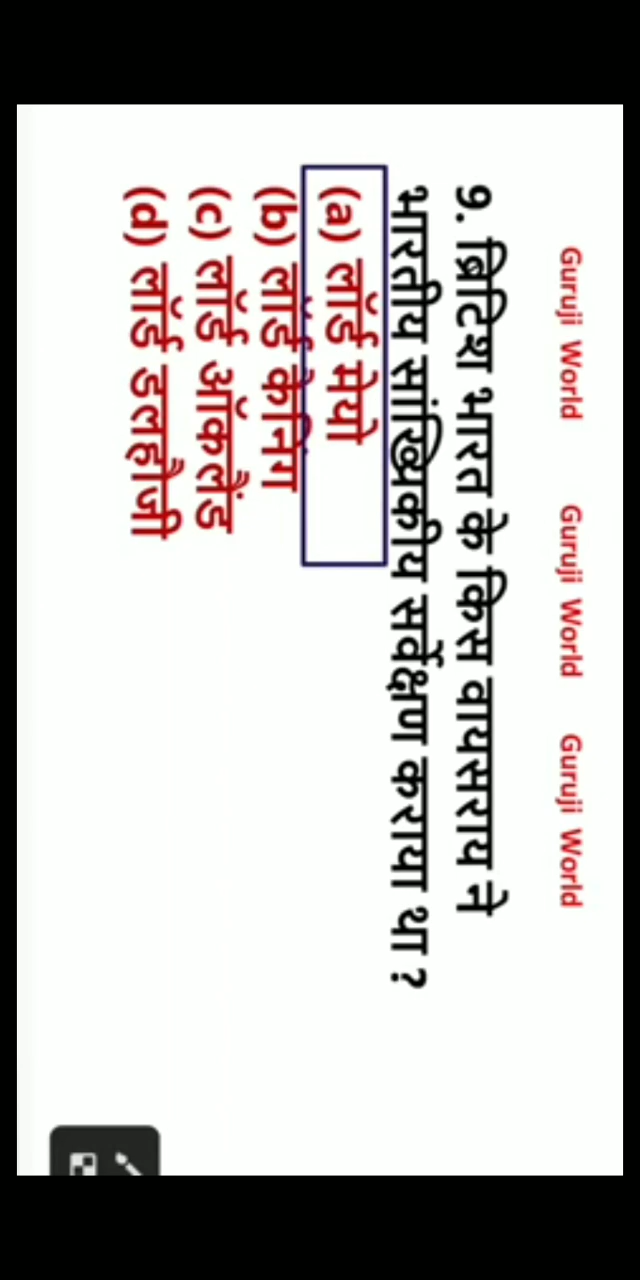 Guruji World Guruji World Guruji World
9. ब्रिटिश भारत के किस वायसराय ने
भारतीय सांख्यिकीय सर्वेक्षण कराया था ?
(a) लॉर्ड मेयो
(b) लॉर्ड केनिंग
(c) लॉर्ड ऑकलैंड
(d) लॉर्ड डलहौजी